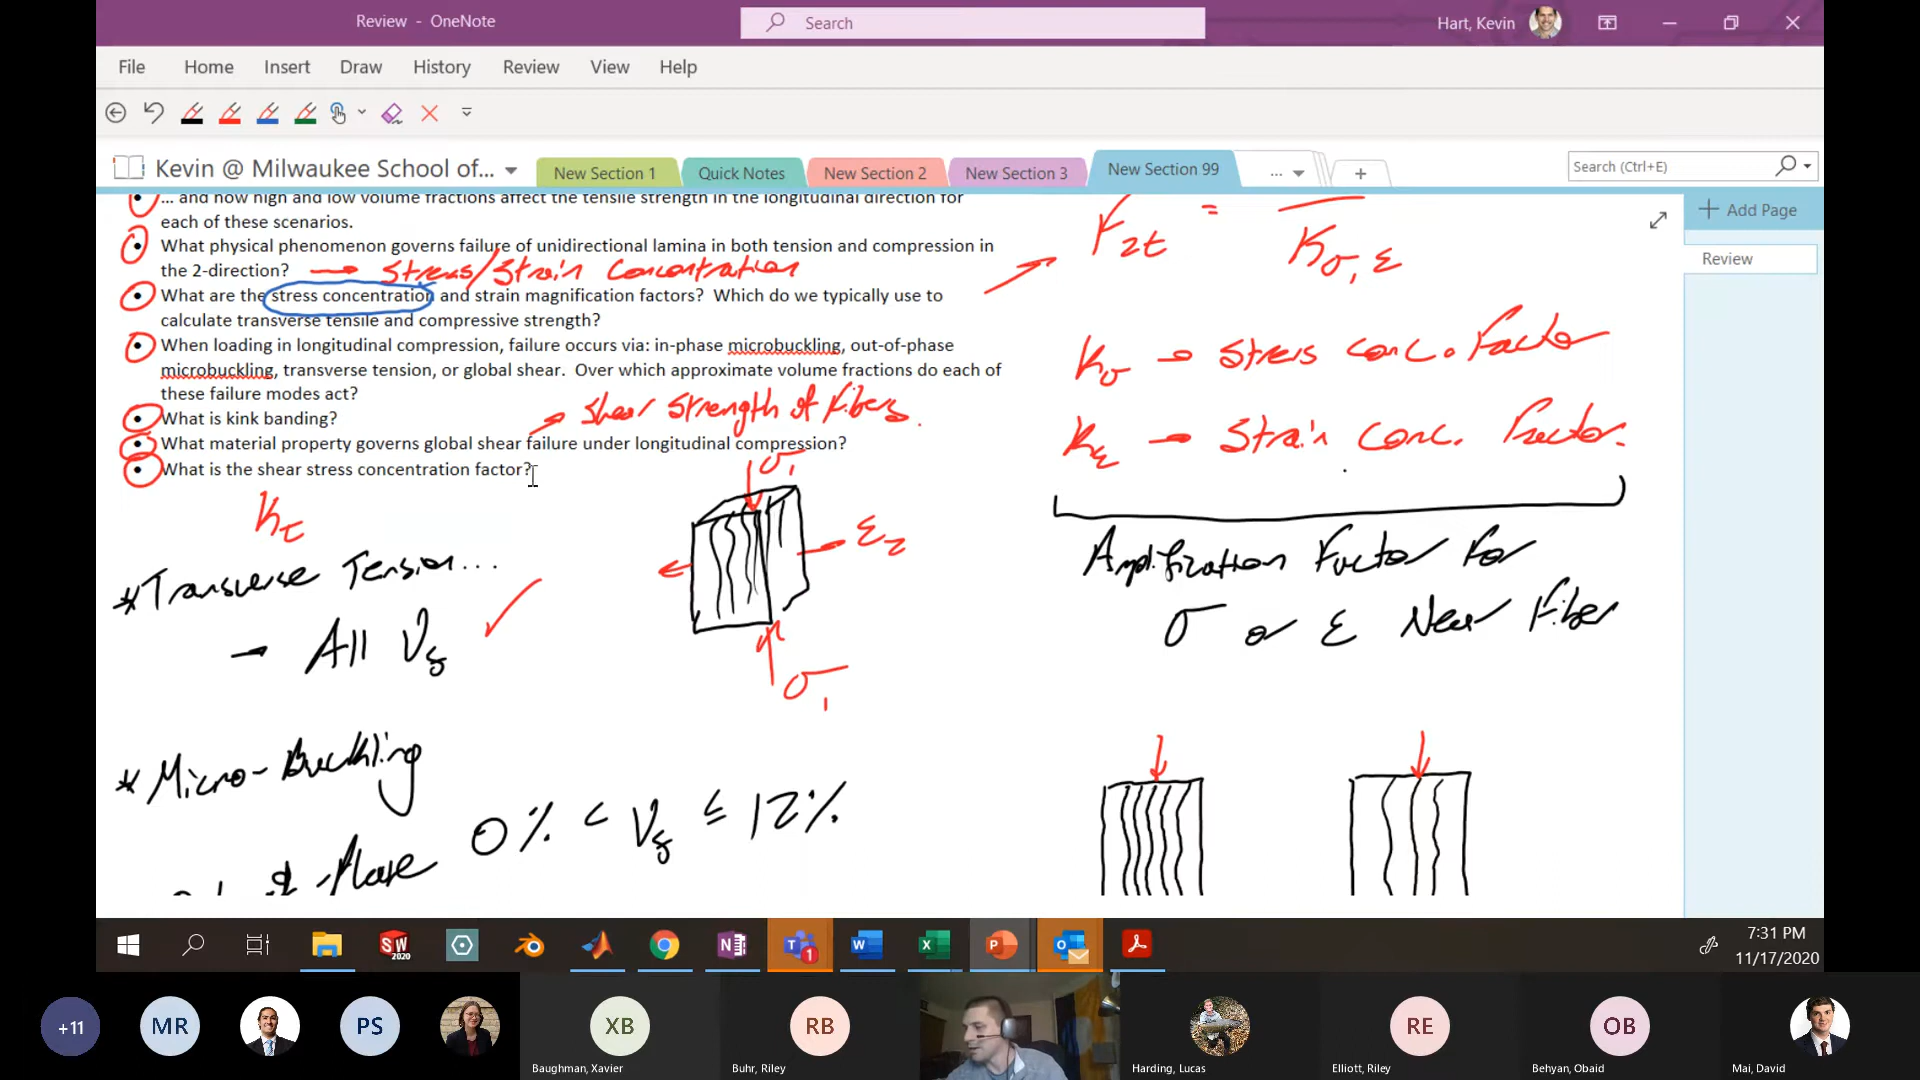 Review - OneNote
Search
Hart, Kevin
File Home Insert Draw History Review View Help
Kevin @ Milwaukee School of...
New Section 1
Quick Notes
New Section 2
New Section 3
New Section 99
...
Search (Ctrl+E)
Add Page
Review
... and how high and low volume fractions affect the tensile strength in the longitudinal direction for
each of these scenarios.
What physical phenomenon governs failure of unidirectional lamina in both tension and compression in
the 2-direction? → Stress/Strain Concentration
What are the stress concentration and strain magnification factors? Which do we typically use to
calculate transverse tensile and compressive strength?
When loading in longitudinal compression, failure occurs via: in-phase microbuckling, out-of-phase
microbuckling, transverse tension, or global shear. Over which approximate volume fractions do each of
these failure modes act?
What is kink banding?
→ Shear Strength of Fibers.
What material property governs global shear failure under longitudinal compression?
What is the shear stress concentration factor?
Kτ
F2t =
Kσ,ε
Kσ → Stress Conc. Factor
Kε → Strain Conc. Factor.
Amplification Factor For
σ or ε Near Fiber
σ1
ε2
σ1
* Transverse Tension...
→ All Vf
* Micro-Buckling
0% < Vf ≤ 12%
7:31 PM
11/17/2020
SW
2020
1
+11
MR
PS
XB
Baughman, Xavier
RB
Buhr, Riley
Harding, Lucas
RE
Elliott, Riley
OB
Behyan, Obaid
Mai, David